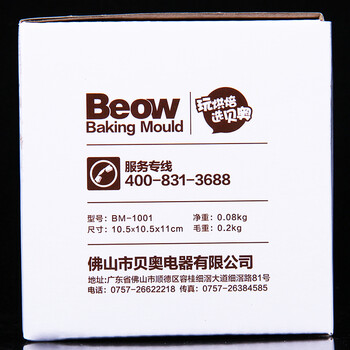 Beow
Baking Mould
玩烘焙
选贝奥
服务专线
400-831-3688
型号: BM-1001 净重: 0.08kg
尺寸: 10.5x10.5x11cm 毛重: 0.2kg
佛山市贝奥电器有限公司
地址:广东省佛山市顺德区容桂细滘大道细滘路81号
电话: 0757-26622218 传真: 0757-26384585